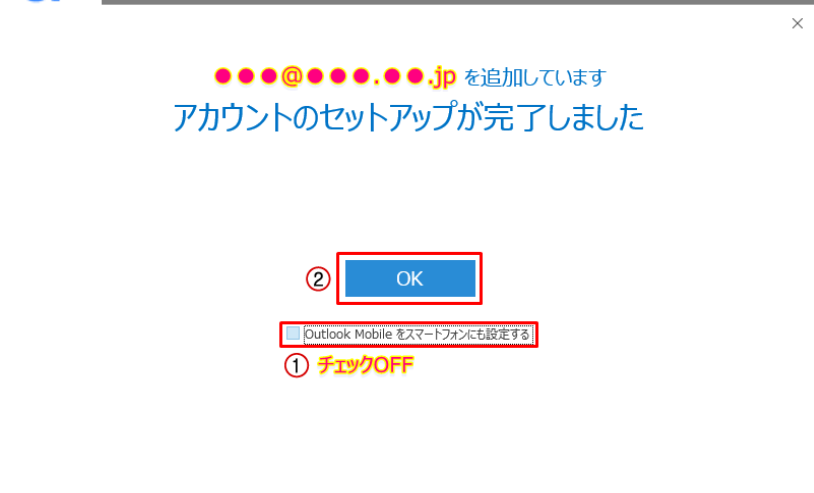 ●●●@●●●.●●.jp を追加しています
アカウントのセットアップが完了しました
② OK
Outlook Mobile をスマートフォンにも設定する
① チェックOFF